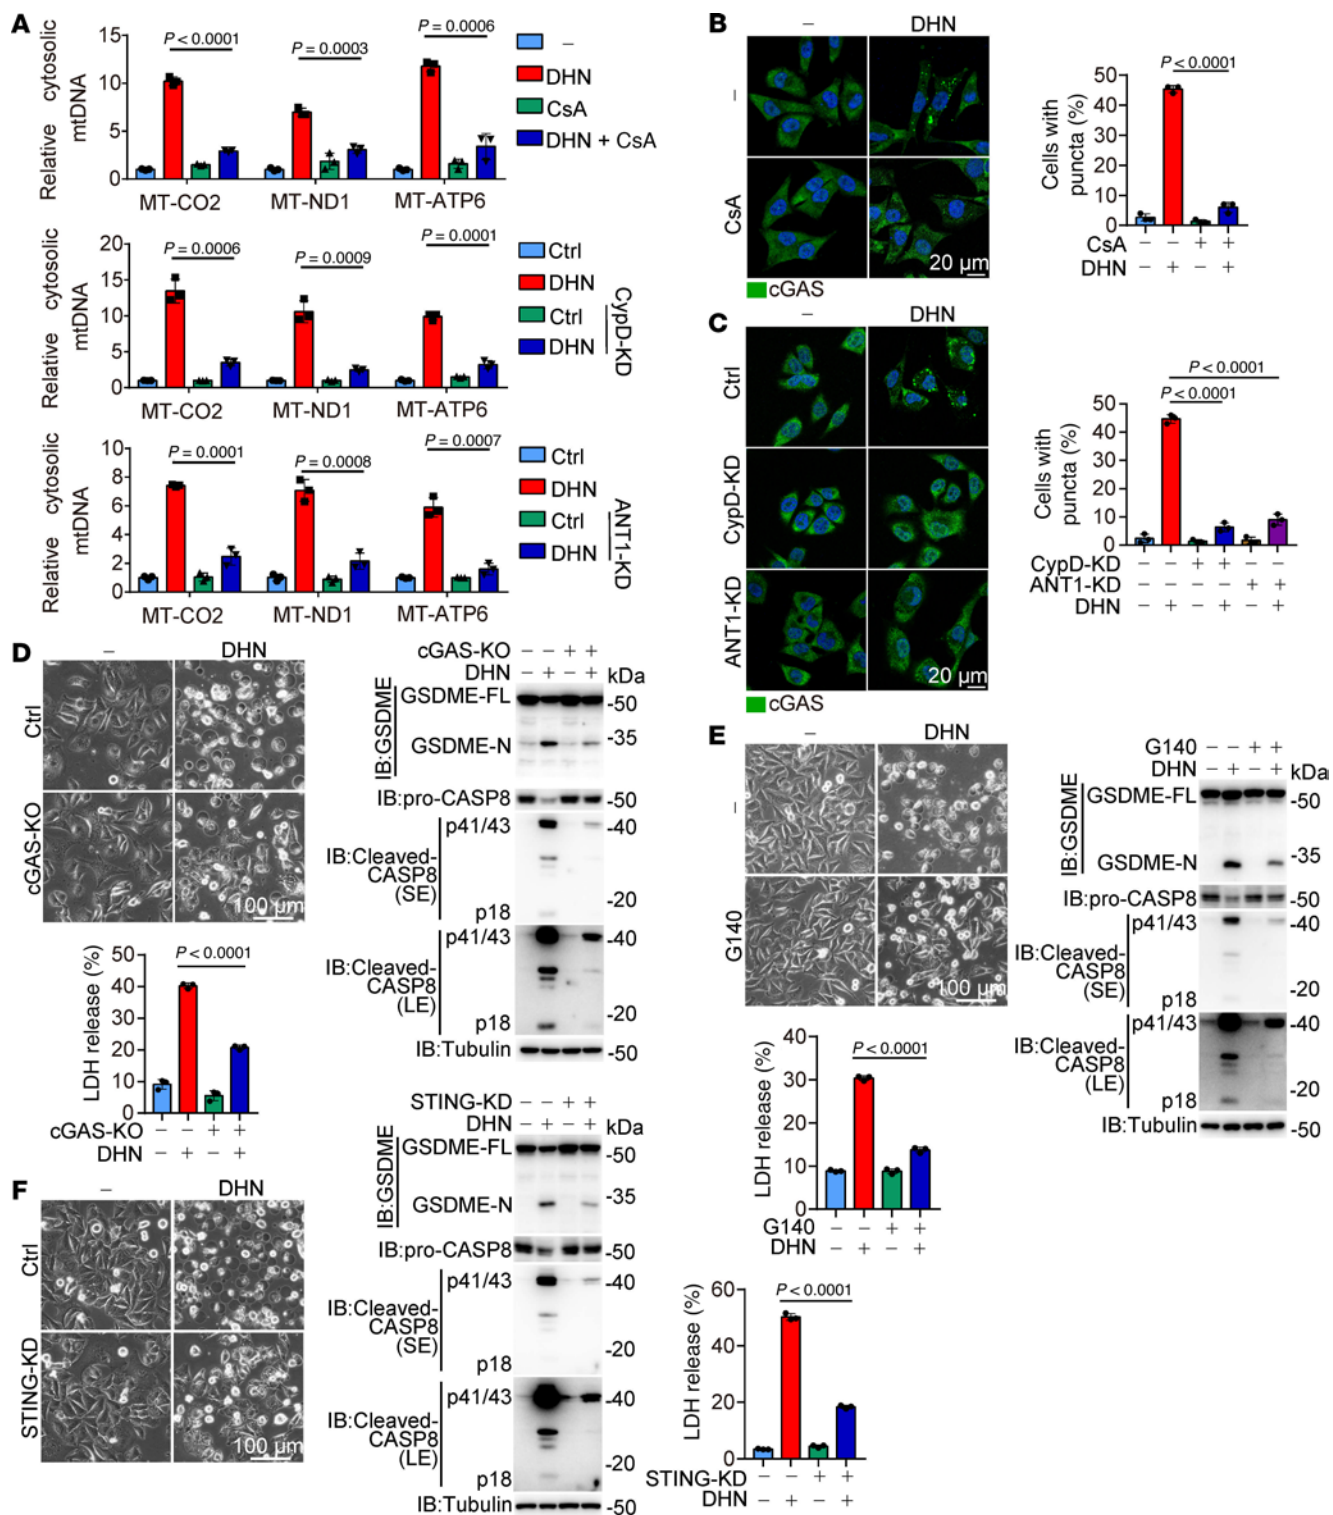 A
Relative cytosolic
mtDNA
15
10
5
0
P < 0.0001
P = 0.0003
P = 0.0006
MT-CO2
MT-ND1
MT-ATP6
–
DHN
CsA
DHN + CsA
Relative cytosolic
mtDNA
20
15
10
5
0
P = 0.0006
P = 0.0009
P = 0.0001
MT-CO2
MT-ND1
MT-ATP6
Ctrl
DHN
Ctrl
DHN
CypD-KD
Relative cytosolic
mtDNA
10
8
6
4
2
0
P = 0.0001
P = 0.0008
P = 0.0007
MT-CO2
MT-ND1
MT-ATP6
Ctrl
DHN
Ctrl
DHN
ANT1-KD
B
– DHN
–
CsA
20 µm
cGAS
Cells with
puncta (%)
50
40
30
20
10
0
P < 0.0001
CsA – – + +
DHN – + – +
C
– DHN
Ctrl
CypD-KD
ANT1-KD
20 µm
cGAS
Cells with
puncta (%)
50
40
30
20
10
0
P < 0.0001
P < 0.0001
CypD-KD – – + + – –
ANT1-KD – – – – + +
DHN – + – + – +
D
– DHN
Ctrl
cGAS-KO
100 µm
LDH release (%)
50
40
30
20
10
0
P < 0.0001
cGAS-KO – – + +
DHN – + – +
cGAS-KO – – + +
DHN – + – + kDa
IB:GSDME
GSDME-FL -50
-35
GSDME-N
IB:pro-CASP8 -50
p41/43 -40
IB:Cleaved-
CASP8
(SE)
-20
p18
p41/43 -40
IB:Cleaved-
CASP8
(LE)
-20
p18
IB:Tubulin -50
E
– DHN
–
G140
100 µm
LDH release (%)
40
30
20
10
0
P < 0.0001
G140 – – + +
DHN – + – +
G140 – – + +
DHN – + – + kDa
IB:GSDME
GSDME-FL -50
-35
GSDME-N
IB:pro-CASP8 -50
p41/43 -40
IB:Cleaved-
CASP8
(SE)
-20
p18
p41/43 -40
IB:Cleaved-
CASP8
(LE)
-20
p18
IB:Tubulin -50
F
– DHN
Ctrl
STING-KD
100 µm
STING-KD – – + +
DHN – + – + kDa
IB:GSDME
GSDME-FL -50
-35
GSDME-N
IB:pro-CASP8 -50
p41/43 -40
IB:Cleaved-
CASP8
(SE)
-20
p18
p41/43 -40
IB:Cleaved-
CASP8
(LE)
-20
p18
IB:Tubulin -50
LDH release (%)
60
40
20
0
P < 0.0001
STING-KD – – + +
DHN – + – +